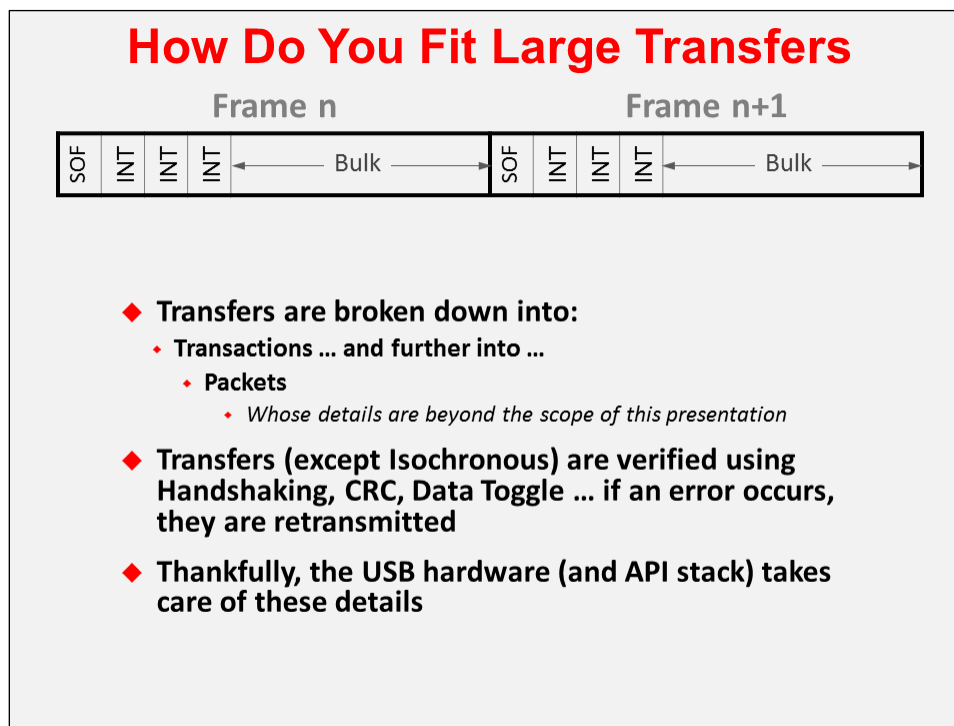 How Do You Fit Large Transfers
Frame n Frame n+1
SOF INT INT INT Bulk SOF INT INT INT Bulk
Transfers are broken down into:
Transactions ... and further into ...
Packets
Whose details are beyond the scope of this presentation
Transfers (except Isochronous) are verified using
Handshaking, CRC, Data Toggle ... if an error occurs,
they are retransmitted
Thankfully, the USB hardware (and API stack) takes
care of these details